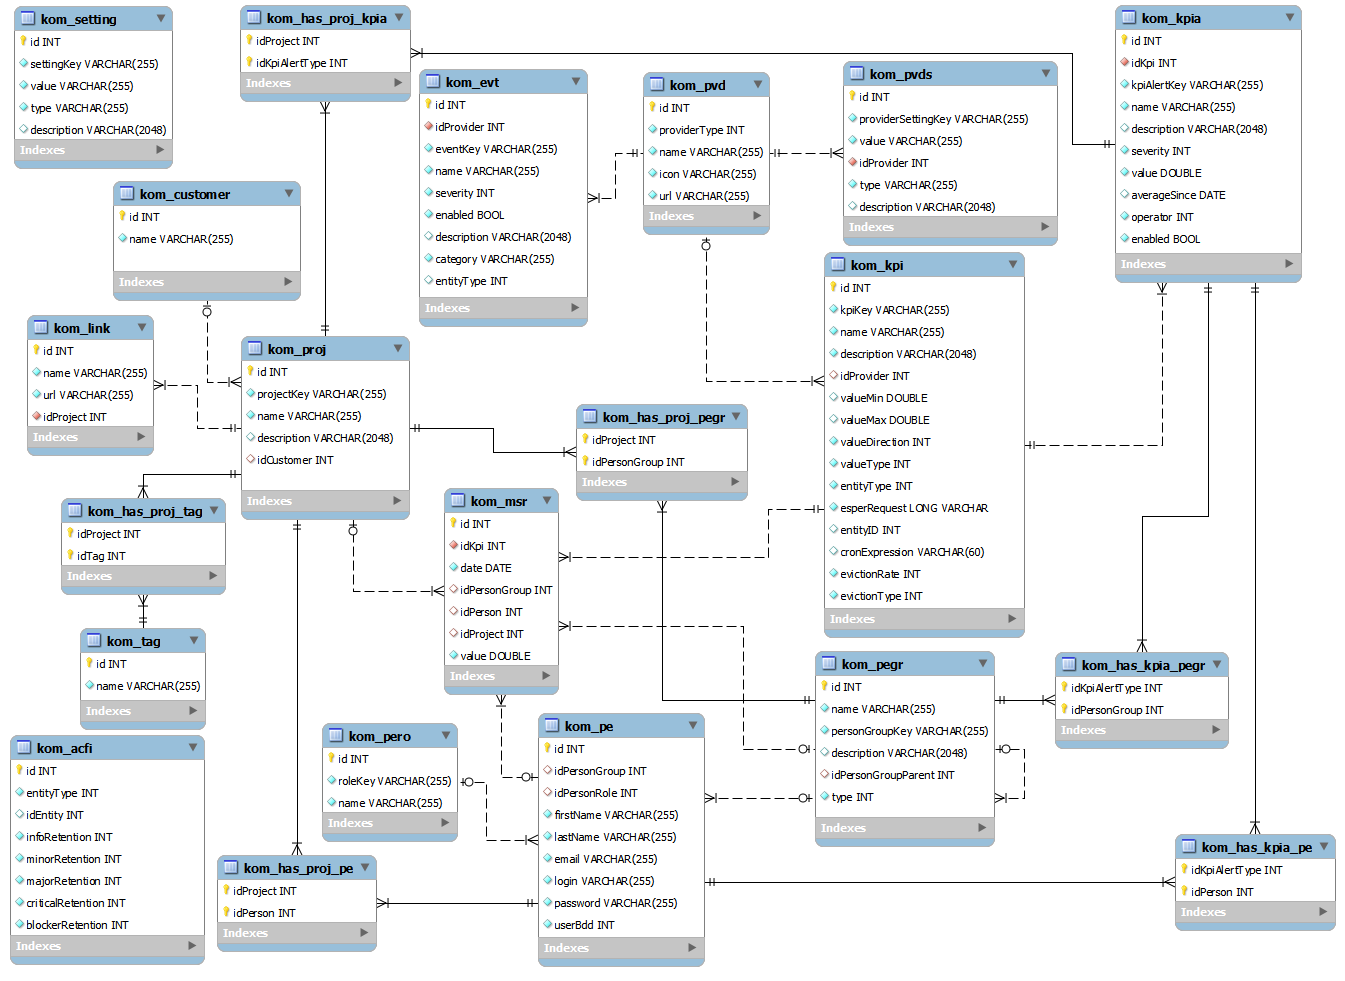 kom_setting
id INT
settingKey VARCHAR(255)
value VARCHAR(255)
type VARCHAR(255)
description VARCHAR(2048)
Indexes
kom_has_proj_kpia
idProject INT
idKpiAlertType INT
Indexes
kom_evt
id INT
idProvider INT
eventKey VARCHAR(255)
name VARCHAR(255)
severity INT
enabled BOOL
description VARCHAR(2048)
category VARCHAR(255)
entityType INT
Indexes
kom_pvd
id INT
providerType INT
name VARCHAR(255)
icon VARCHAR(255)
url VARCHAR(255)
Indexes
kom_pvds
id INT
providerSettingKey VARCHAR(255)
value VARCHAR(255)
idProvider INT
type VARCHAR(255)
description VARCHAR(2048)
Indexes
kom_kpia
id INT
idKpi INT
kpiAlertKey VARCHAR(255)
name VARCHAR(255)
description VARCHAR(2048)
severity INT
value DOUBLE
averageSince DATE
operator INT
enabled BOOL
Indexes
kom_customer
id INT
name VARCHAR(255)
Indexes
kom_link
id INT
name VARCHAR(255)
url VARCHAR(255)
idProject INT
Indexes
kom_proj
id INT
projectKey VARCHAR(255)
name VARCHAR(255)
description VARCHAR(2048)
idCustomer INT
Indexes
kom_kpi
id INT
kpiKey VARCHAR(255)
name VARCHAR(255)
description VARCHAR(2048)
idProvider INT
valueMin DOUBLE
valueMax DOUBLE
valueDirection INT
valueType INT
entityType INT
esperRequest LONG VARCHAR
entityID INT
cronExpression VARCHAR(60)
evictionRate INT
evictionType INT
Indexes
kom_has_proj_pegr
idProject INT
idPersonGroup INT
Indexes
kom_has_proj_tag
idProject INT
idTag INT
Indexes
kom_msr
id INT
idKpi INT
date DATE
idPersonGroup INT
idPerson INT
idProject INT
value DOUBLE
Indexes
kom_tag
id INT
name VARCHAR(255)
Indexes
kom_pegr
id INT
name VARCHAR(255)
personGroupKey VARCHAR(255)
description VARCHAR(2048)
idPersonGroupParent INT
type INT
Indexes
kom_has_kpia_pegr
idKpiAlertType INT
idPersonGroup INT
Indexes
kom_acfi
id INT
entityType INT
idEntity INT
infoRetention INT
minorRetention INT
majorRetention INT
criticalRetention INT
blockerRetention INT
Indexes
kom_pero
id INT
roleKey VARCHAR(255)
name VARCHAR(255)
Indexes
kom_pe
id INT
idPersonGroup INT
idPersonRole INT
firstName VARCHAR(255)
lastName VARCHAR(255)
email VARCHAR(255)
login VARCHAR(255)
password VARCHAR(255)
userBdd INT
Indexes
kom_has_proj_pe
idProject INT
idPerson INT
Indexes
kom_has_kpia_pe
idKpiAlertType INT
idPerson INT
Indexes